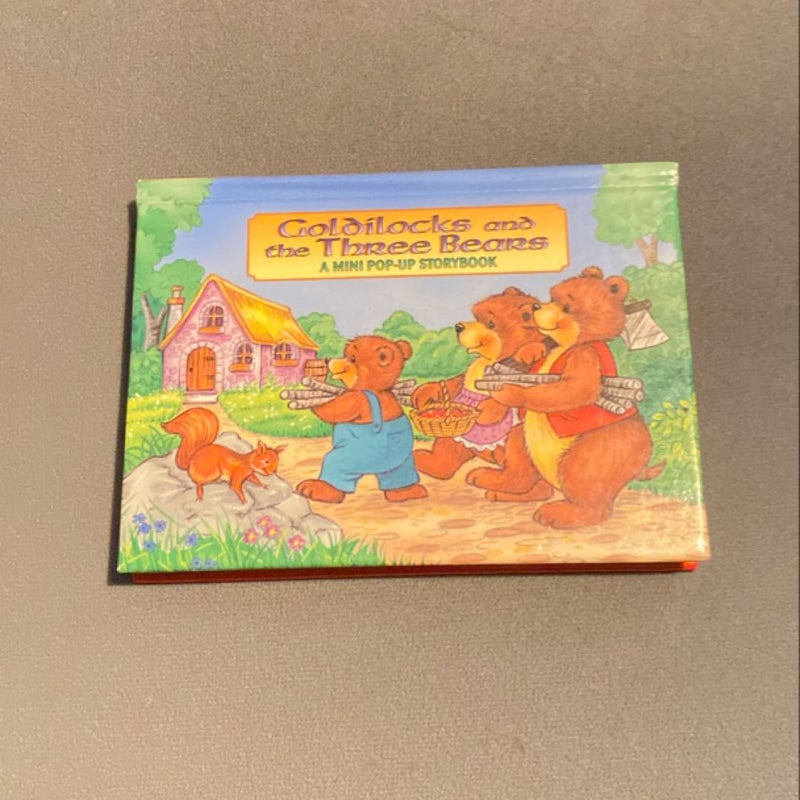 Goldilocks and
the Three Bears
A MINI POP-UP STORYBOOK